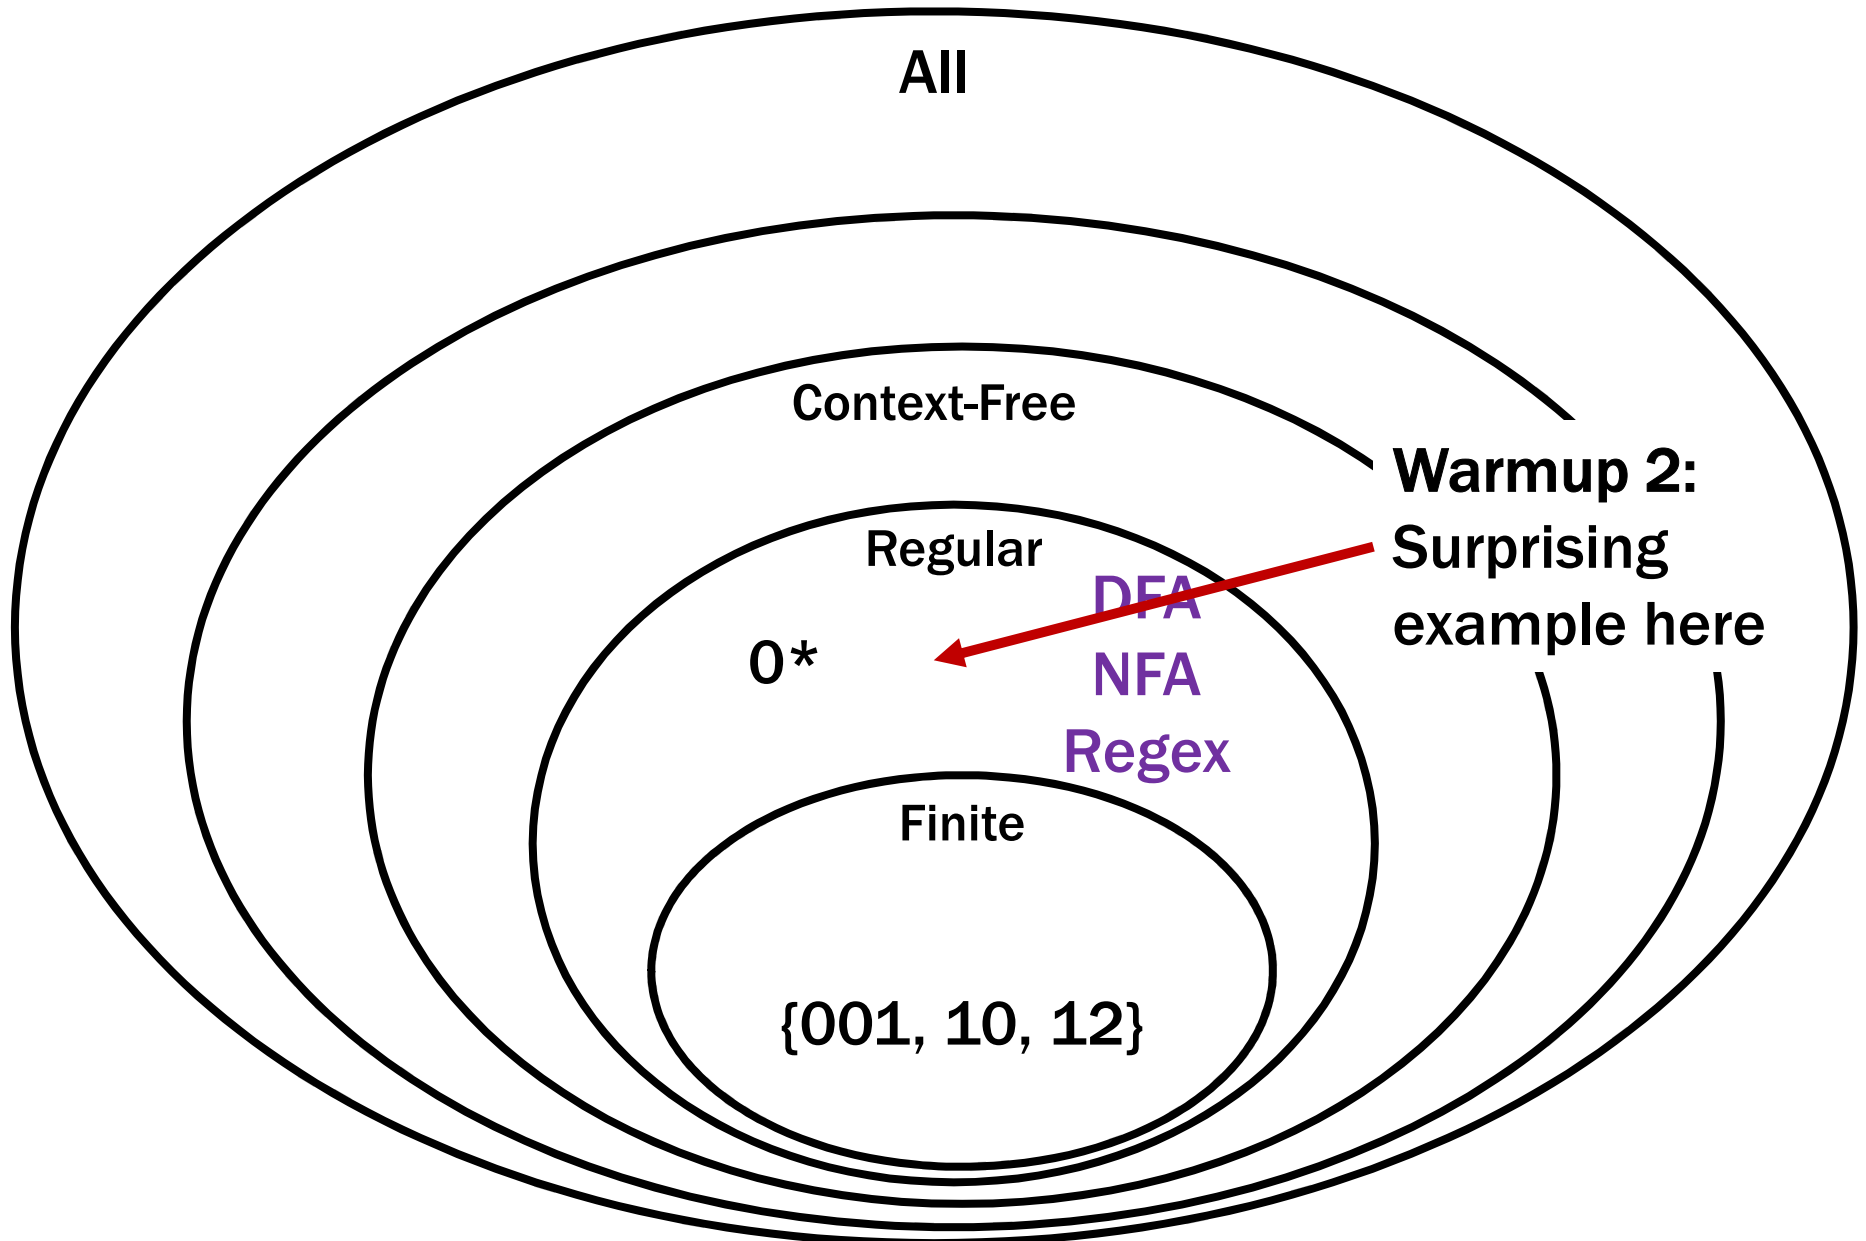 All
Context-Free
Warmup 2:
Surprising
example here
Regular
DFA
0*
NFA
Regex
Finite
{001, 10, 12}